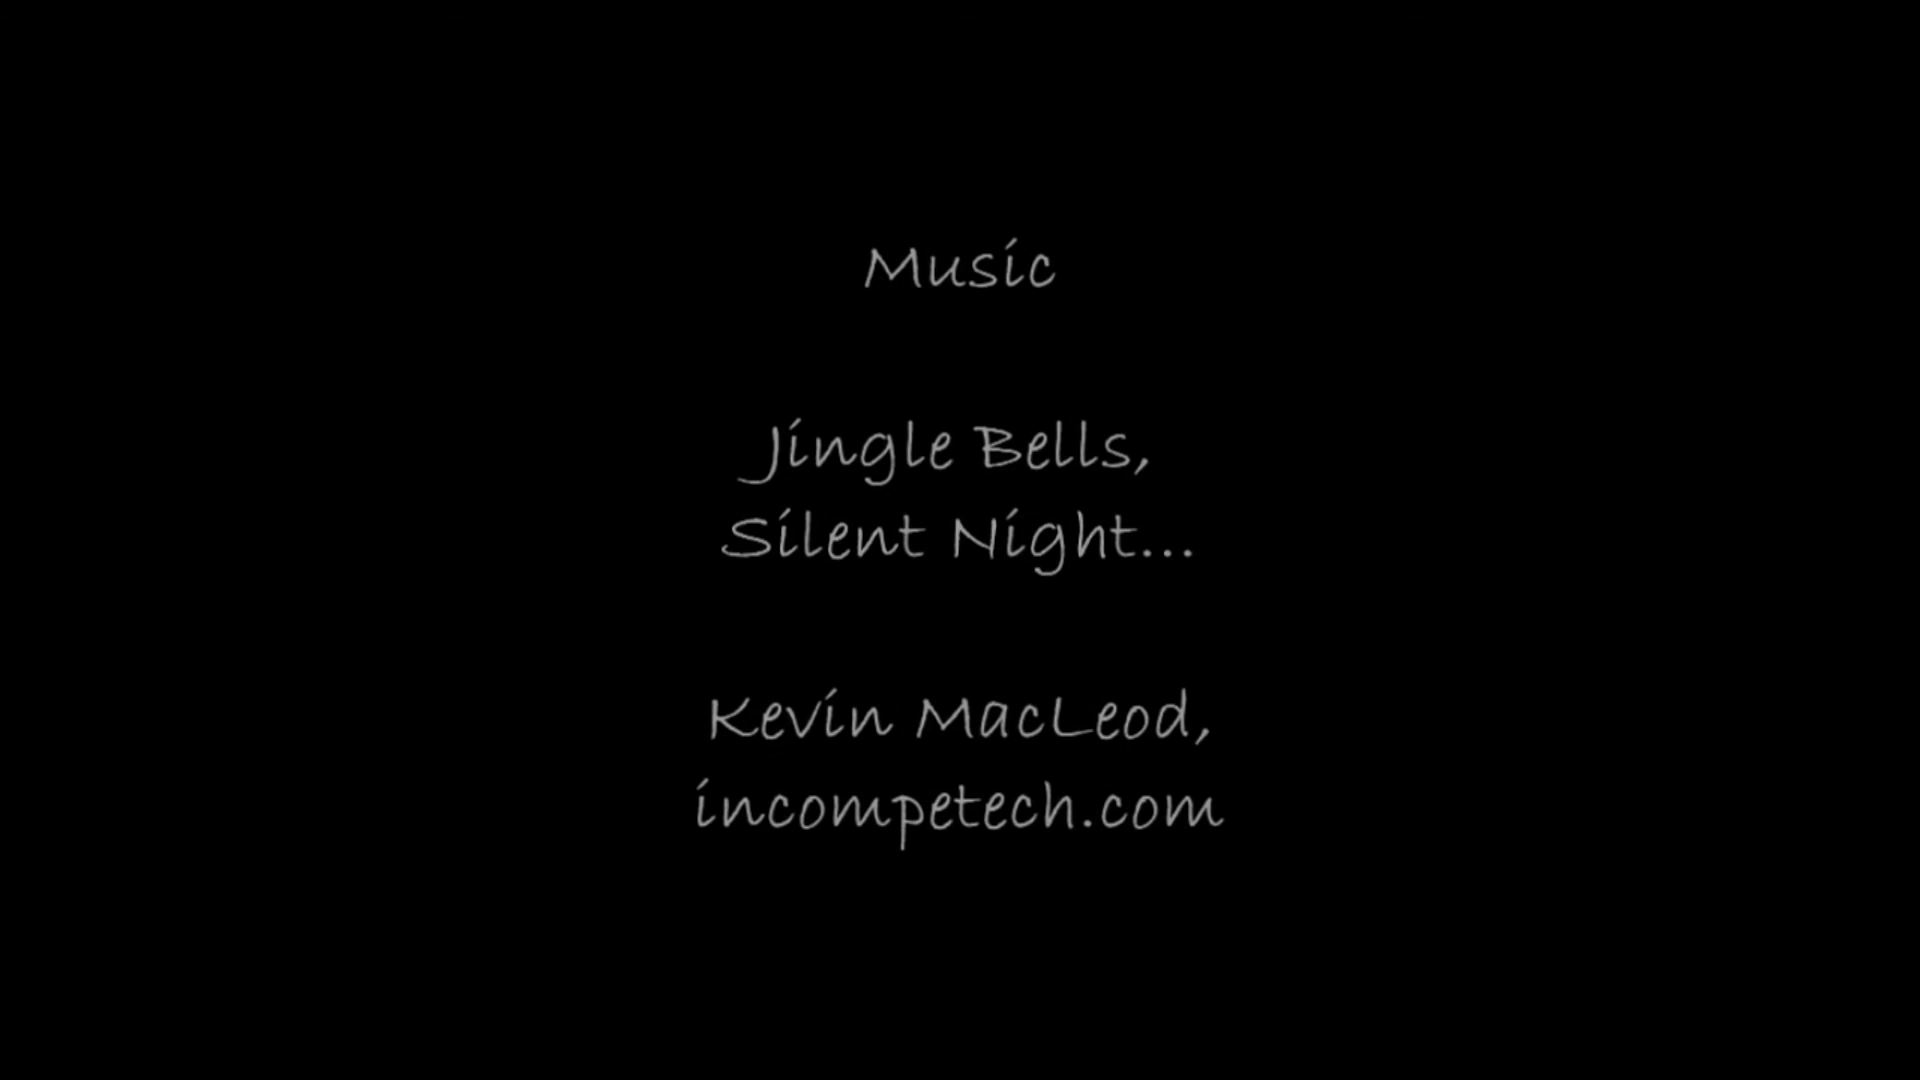 Music
Jingle Bells,
Silent Night...
Kevin MacLeod,
incompetech.com